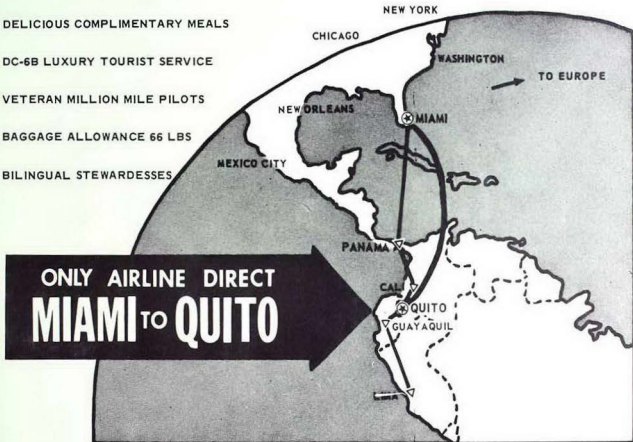 DELICIOUS COMPLIMENTARY MEALS
DC-6B LUXURY TOURIST SERVICE
VETERAN MILLION MILE PILOTS
BAGGAGE ALLOWANCE 66 LBS
BILINGUAL STEWARDESSES
NEW YORK
CHICAGO
WASHINGTON
TO EUROPE
NEW ORLEANS
MIAMI
MEXICO CITY
PANAMA
CALI
QUITO
GUAYAQUIL
LIMA
ONLY AIRLINE DIRECT
MIAMI TO QUITO